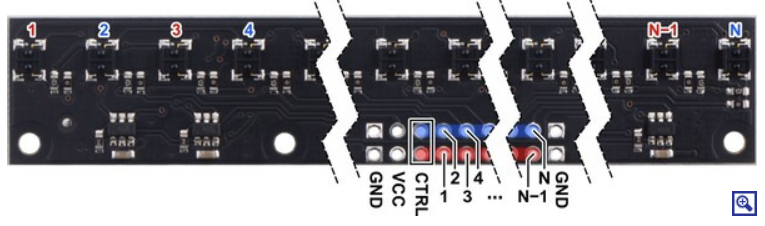 1 2 3 4 N−1 N
2 4 N
GND VCC CTRL 1 3 ... N−1 GND